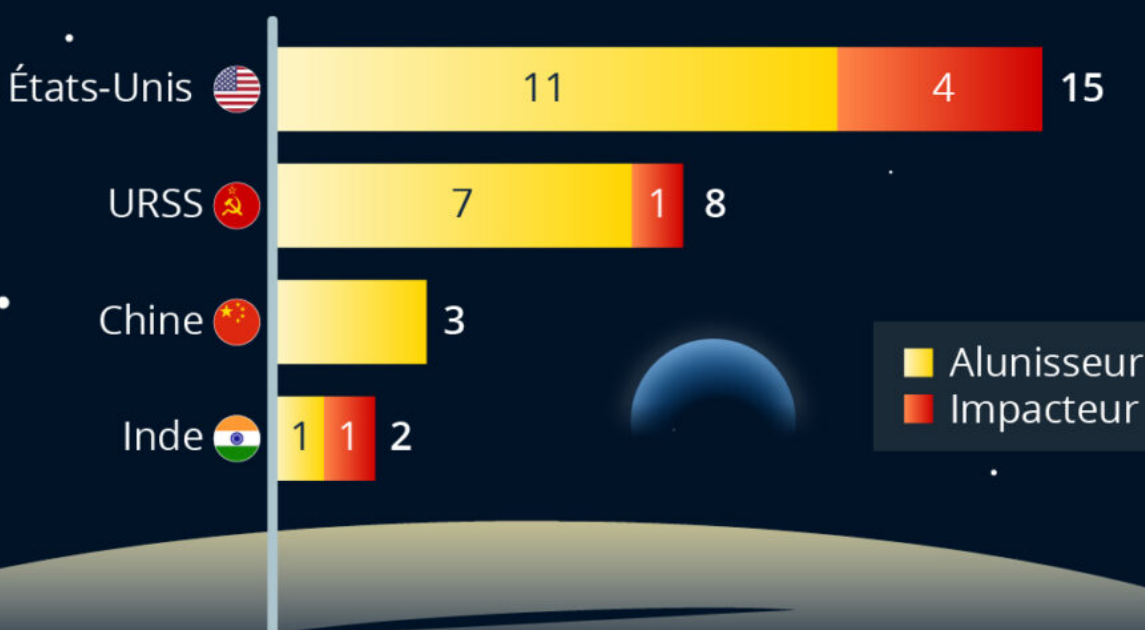 États-Unis 11 4 15
URSS 7 1 8
Chine 3
Alunisseur
Impacteur
Inde 1 1 2